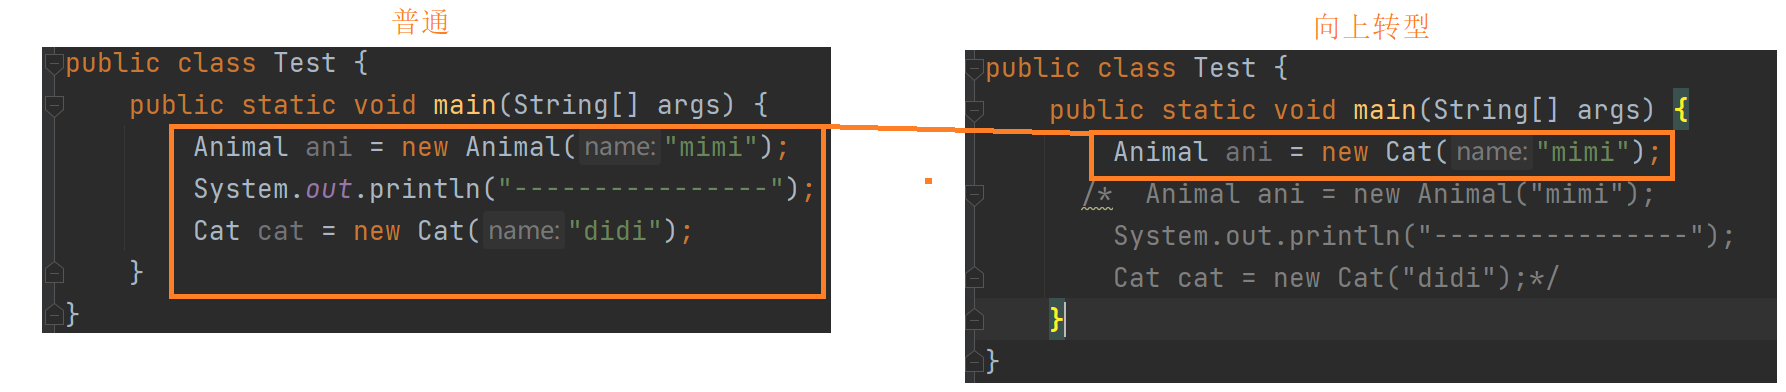 普通
public class Test {
public static void main(String[] args) {
Animal ani = new Animal( name: "mimi");
System.out.println("----------------");
Cat cat = new Cat( name: "didi");
}
}
向上转型
public class Test {
public static void main(String[] args) {
Animal ani = new Cat( name: "mimi");
/* Animal ani = new Animal("mimi");
System.out.println("----------------");
Cat cat = new Cat("didi");*/
}
}